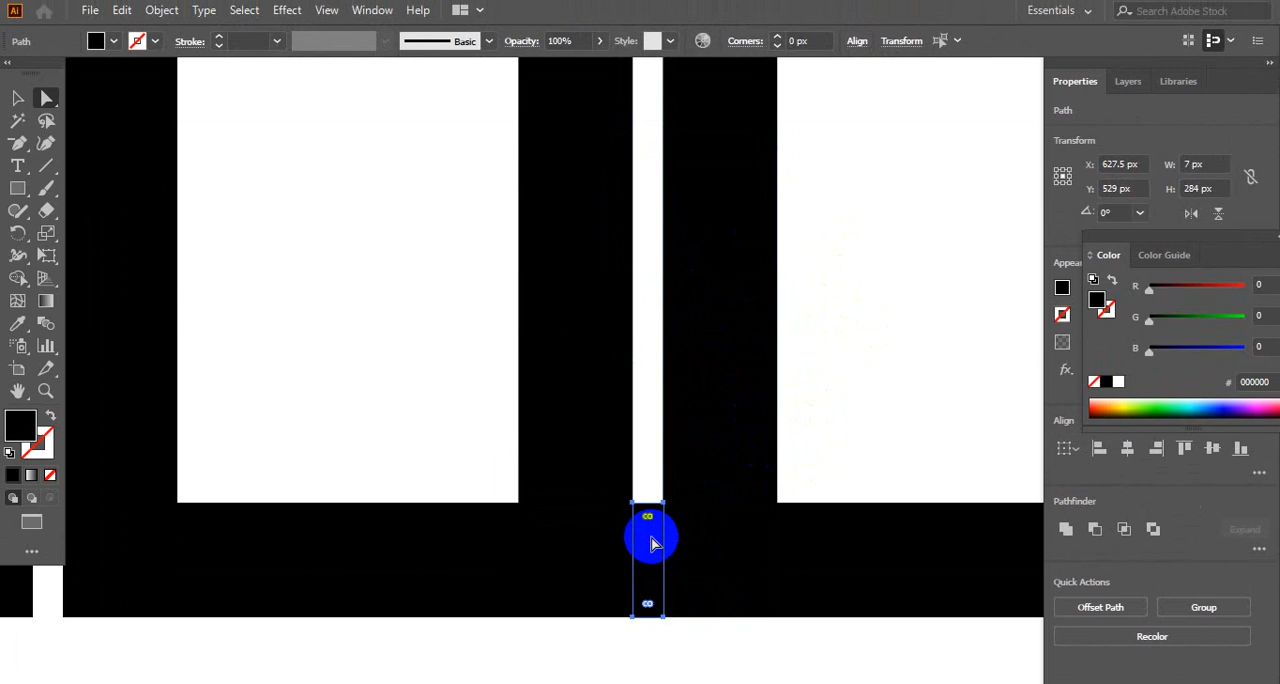 Ai File Edit Object Type Select Effect View Window Help Essentials Search Adobe Stock
Path Stroke: Basic Opacity: 100% Style: Corners: 0 px Align Transform
Properties Layers Libraries
Path
Transform
X: 627.5 px W: 7 px
Y: 529 px H: 284 px
0°
Color Color Guide
Appea
R 0
G 0
B 0
fx
# 000000
Align
Pathfinder
Expand
Quick Actions
Offset Path Group
Recolor